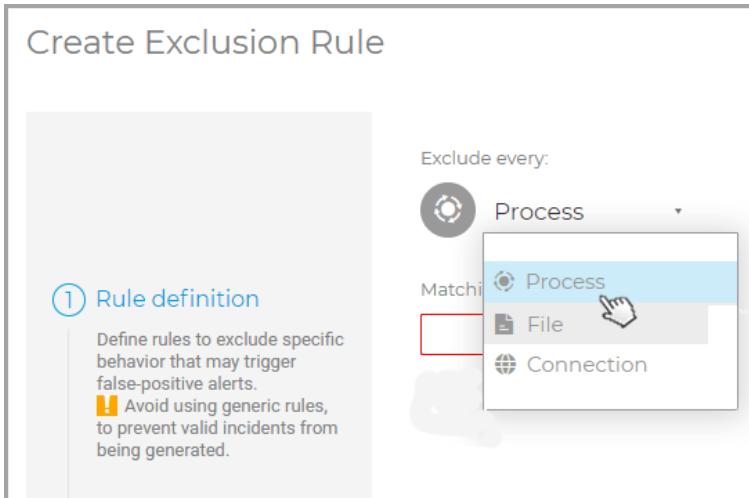 Create Exclusion Rule
Exclude every:
Process
Process
File
Connection
1 Rule definition
Define rules to exclude specific
behavior that may trigger
false-positive alerts.
! Avoid using generic rules,
to prevent valid incidents from
being generated.